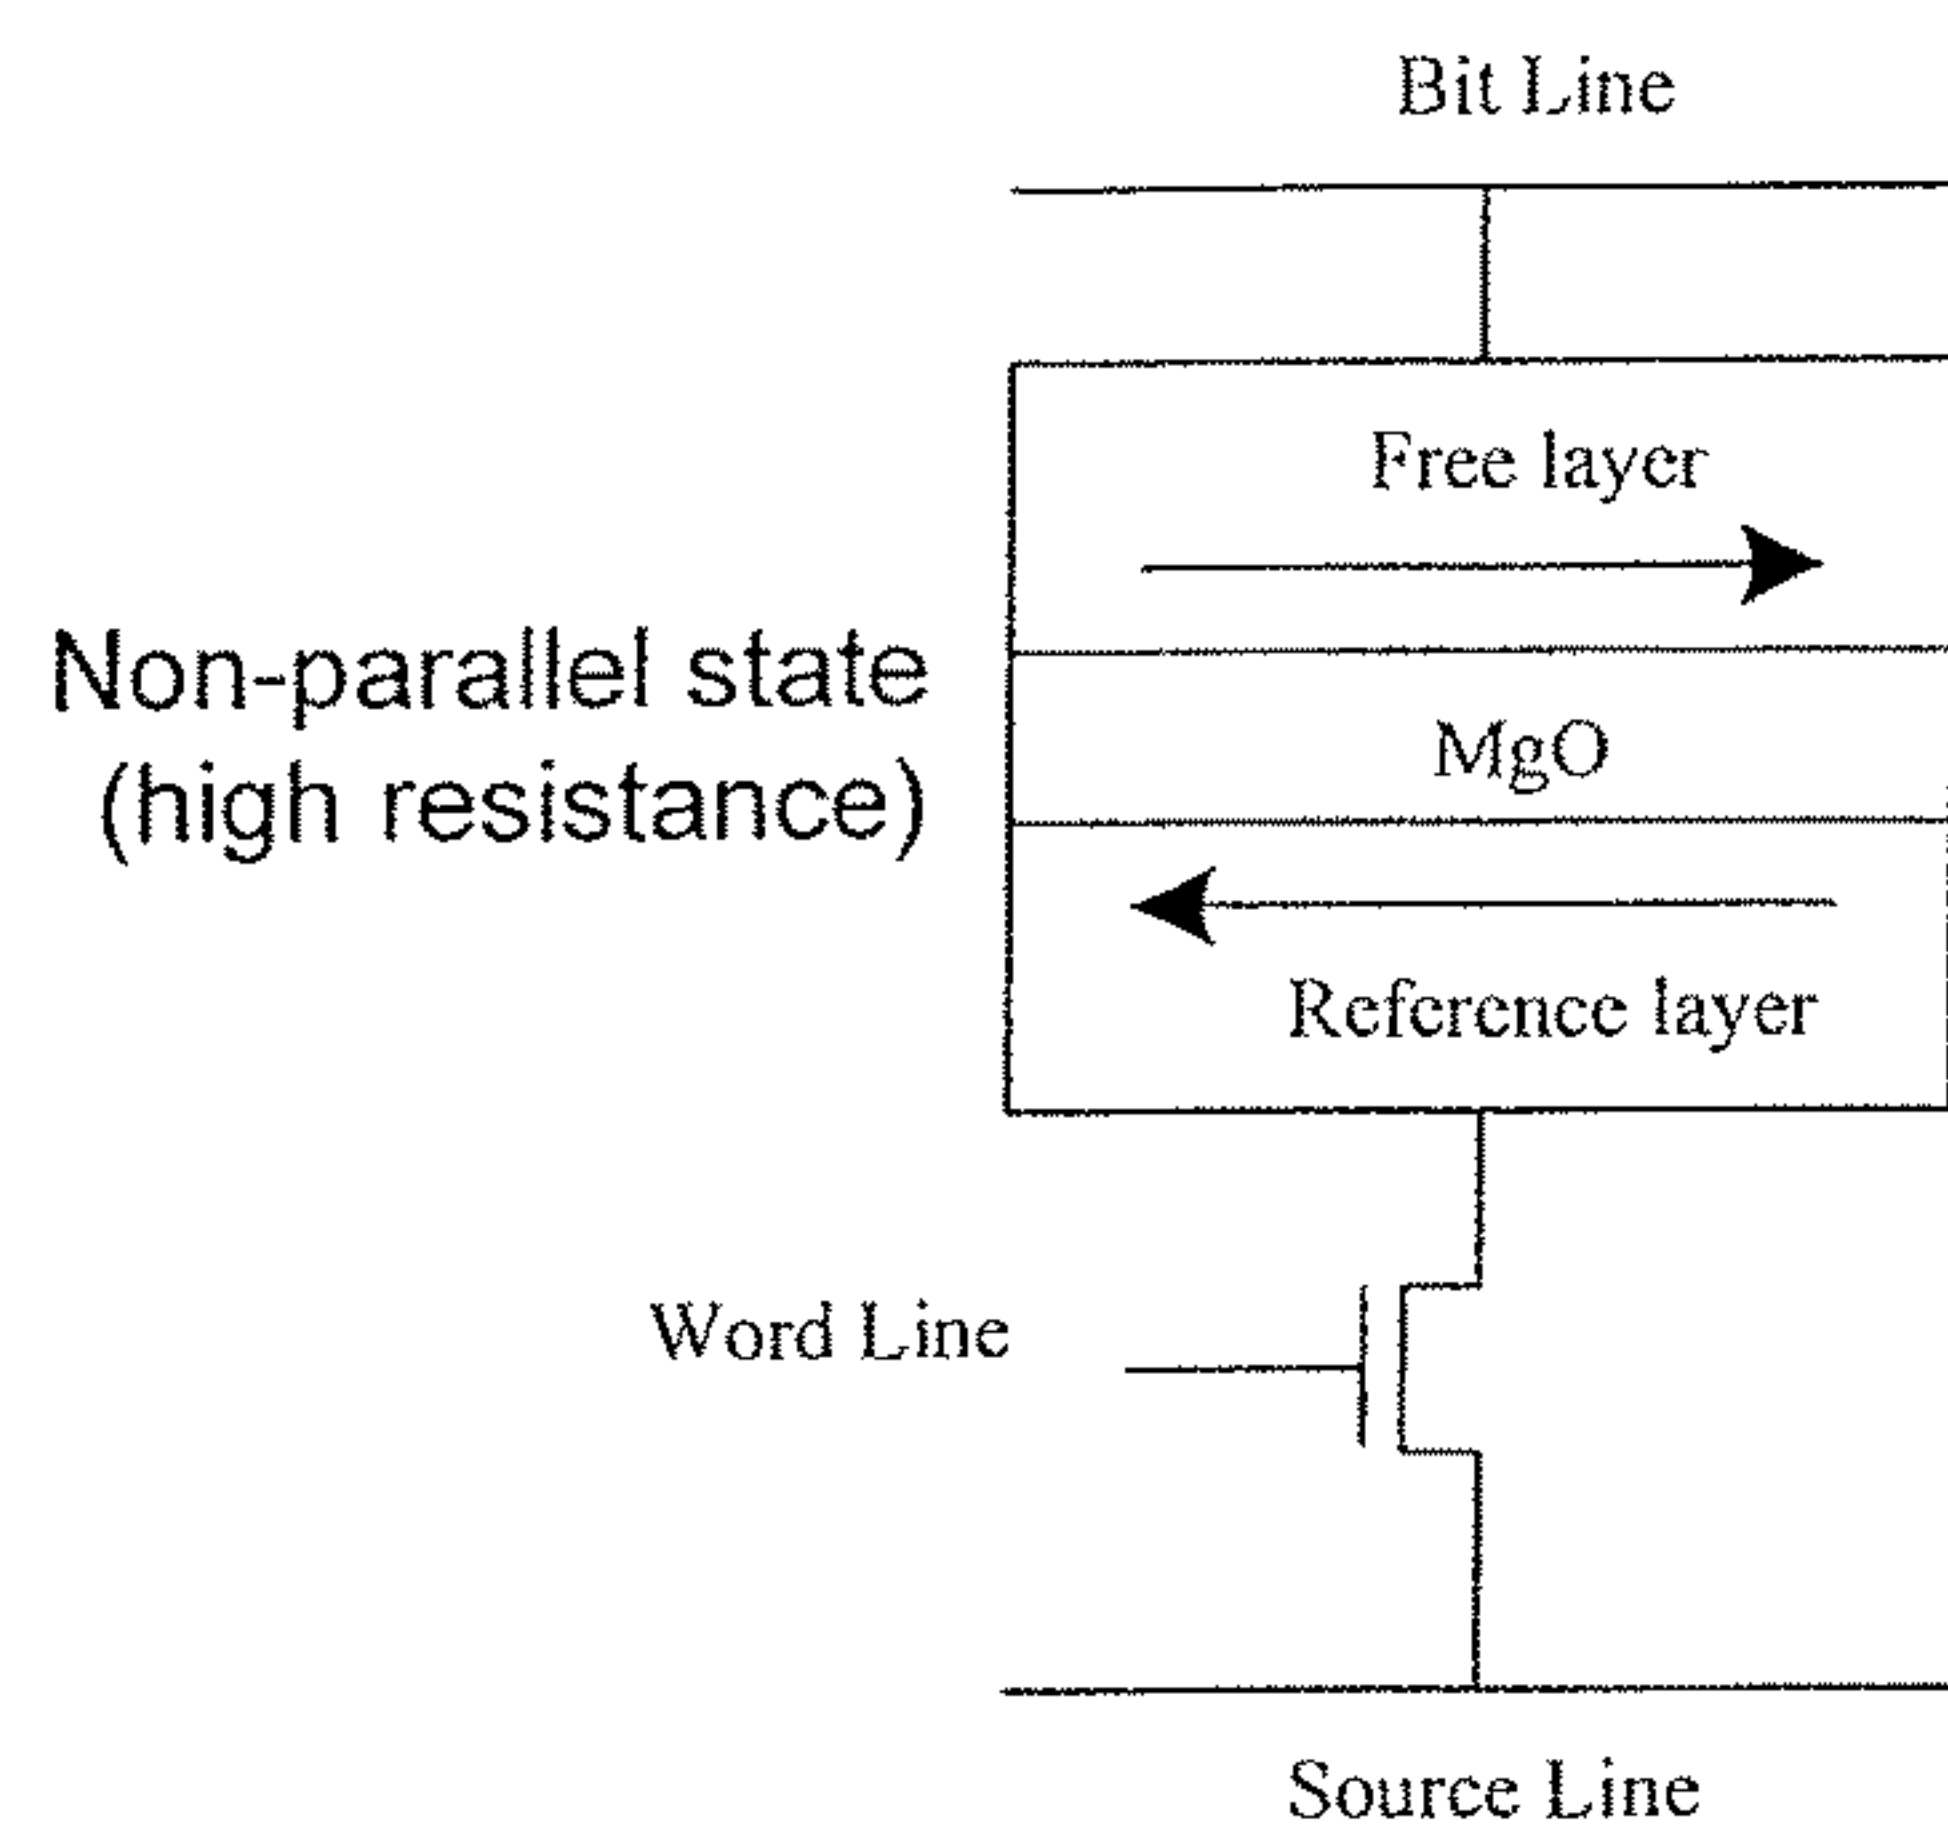 Bit Line
Free layer
Non-parallel state
(high resistance)
MgO
Reference layer
Word Line
Source Line